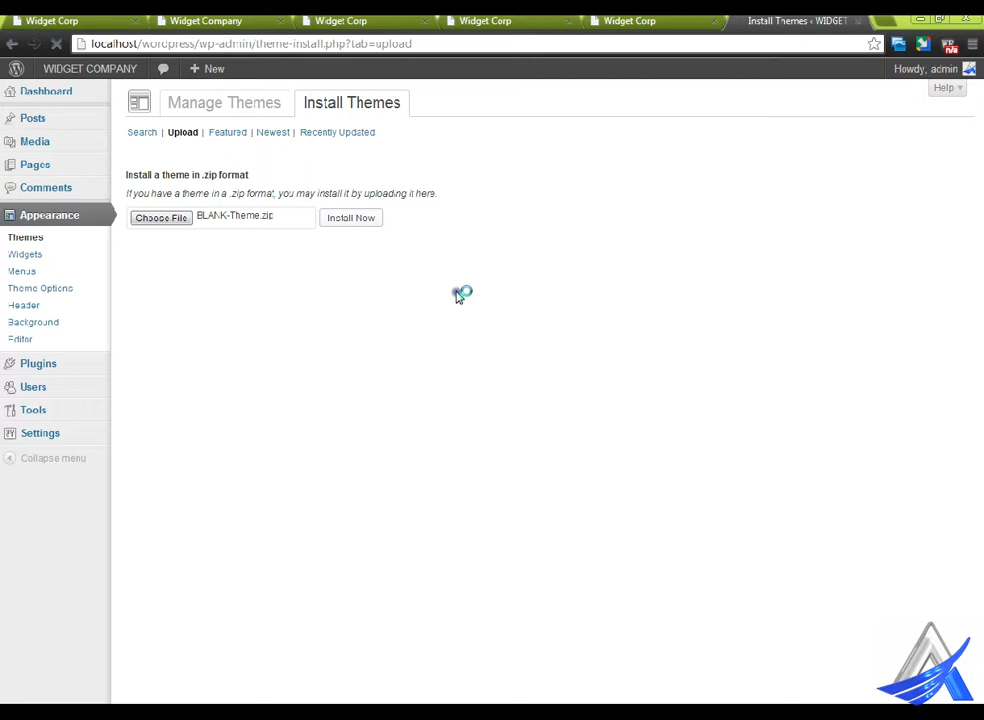 Widget Corp
Widget Company
Widget Corp
Widget Corp
Widget Corp
Install Themes ‹ WIDGET
localhost/wordpress/wp-admin/theme-install.php?tab=upload
WIDGET COMPANY
+ New
Howdy, admin
Help
Dashboard
Posts
Media
Pages
Comments
Appearance
Themes
Widgets
Menus
Theme Options
Header
Background
Editor
Plugins
Users
Tools
Settings
Collapse menu
Manage Themes
Install Themes
Search | Upload | Featured | Newest | Recently Updated
Install a theme in .zip format
If you have a theme in a .zip format, you may install it by uploading it here.
Choose File BLANK-Theme.zip Install Now